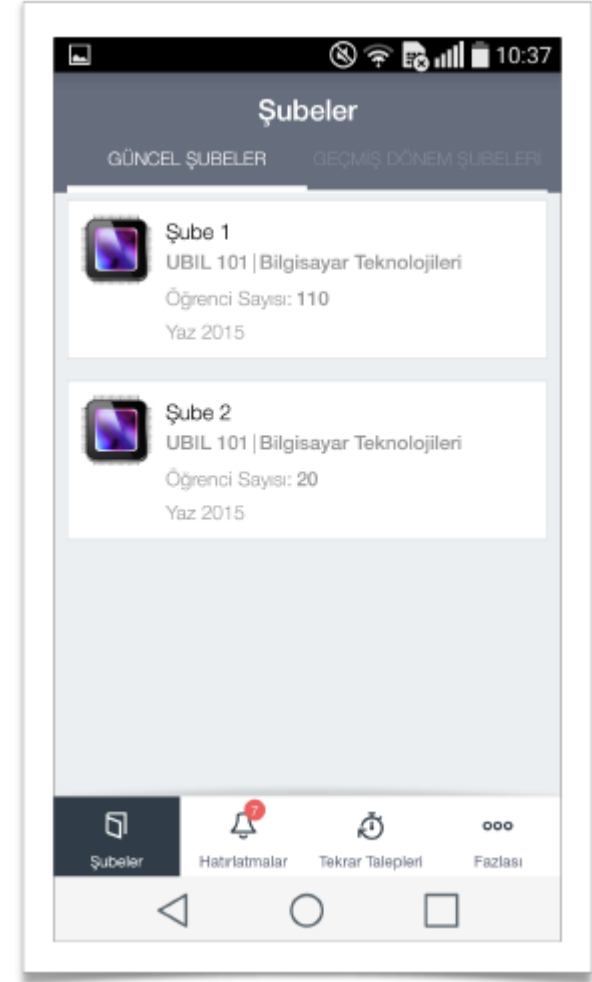 10:37
Şubeler
GÜNCEL ŞUBELER GEÇMİŞ DÖNEM ŞUBELERİ
Şube 1
UBIL 101|Bilgisayar Teknolojileri
Öğrenci Sayısı: 110
Yaz 2015
Şube 2
UBIL 101|Bilgisayar Teknolojileri
Öğrenci Sayısı: 20
Yaz 2015
7
Şubeler Hatırlatmalar Tekrar Talepleri Fazlası